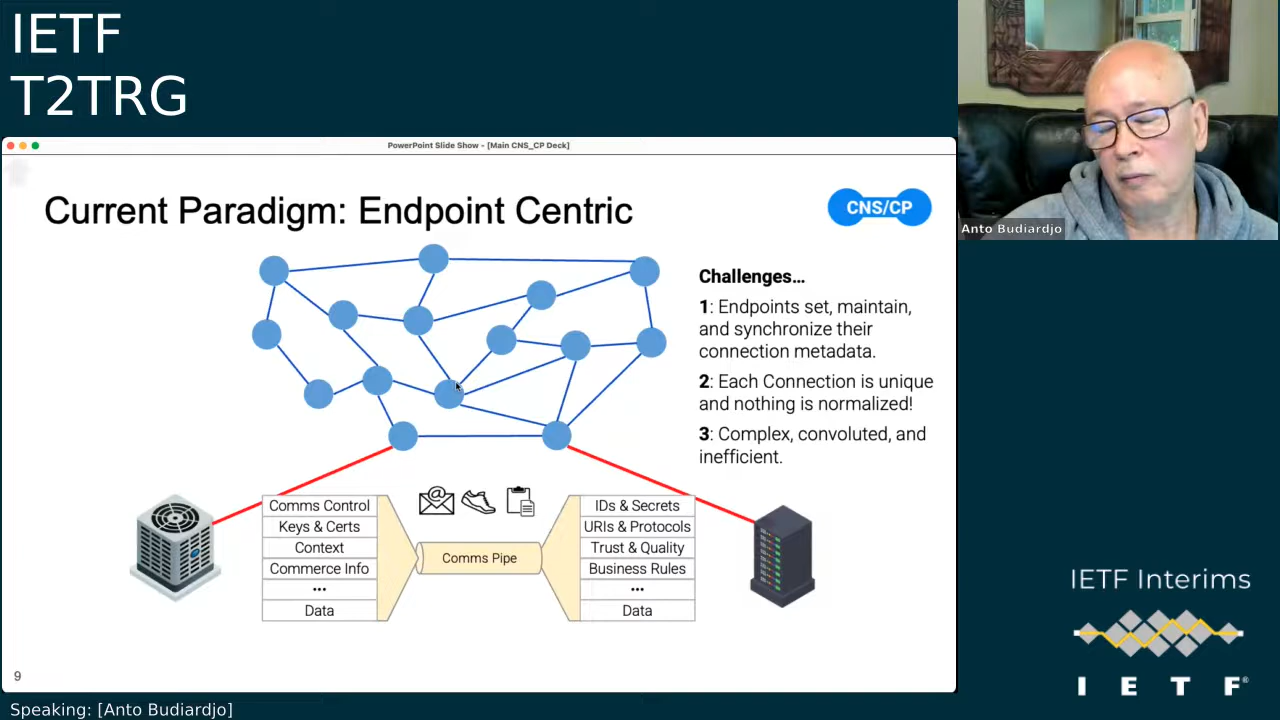 IETF
T2TRG
PowerPoint Slide Show - [Main CNS_CP Deck]
Current Paradigm: Endpoint Centric
CNS/CP
Challenges...
1: Endpoints set, maintain,
and synchronize their
connection metadata.
2: Each Connection is unique
and nothing is normalized!
3: Complex, convoluted, and
inefficient.
@
Comms Control
Keys & Certs
Context
Commerce Info
...
Data
Comms Pipe
IDs & Secrets
URIs & Protocols
Trust & Quality
Business Rules
...
Data
9
Anto Budiardjo
IETF Interims
I E T F®
Speaking: [Anto Budiardjo]